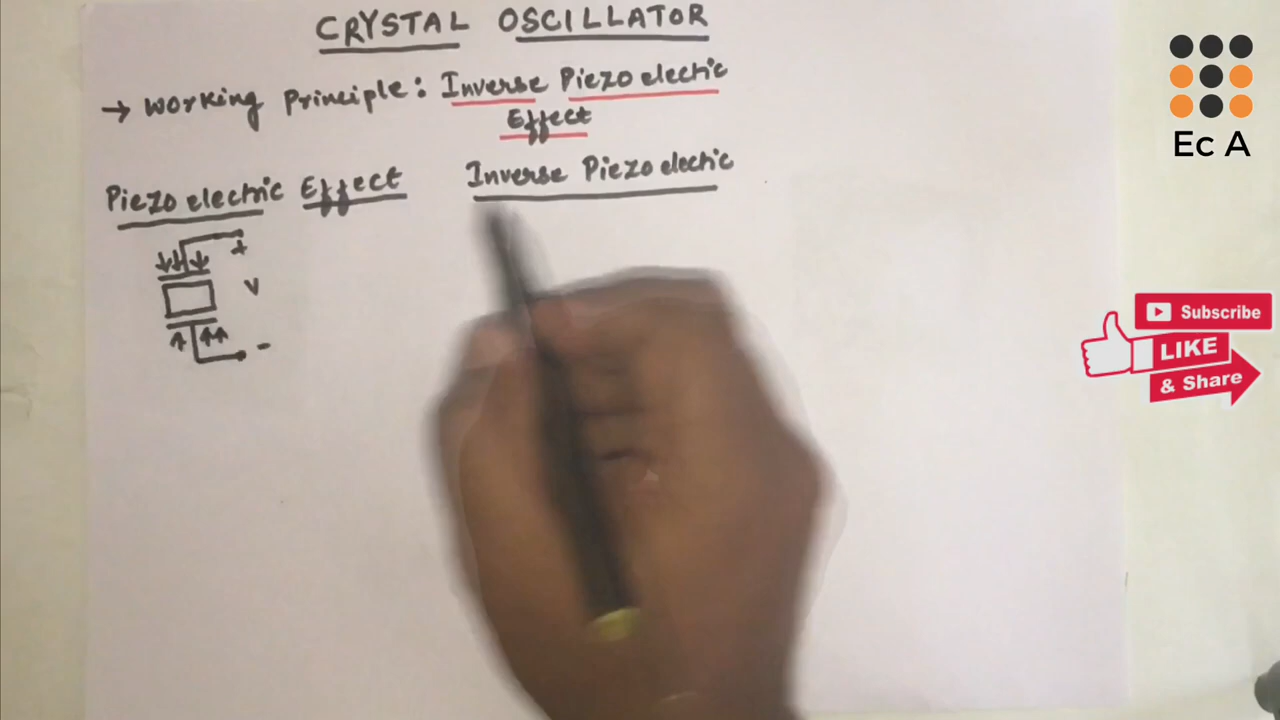 CRYSTAL OSCILLATOR
→ Working Principle: Inverse Piezo electric
Effect
Piezo electric Effect
Inverse Piezo electric
+
V
-
Ec A
Subscribe
LIKE
& Share